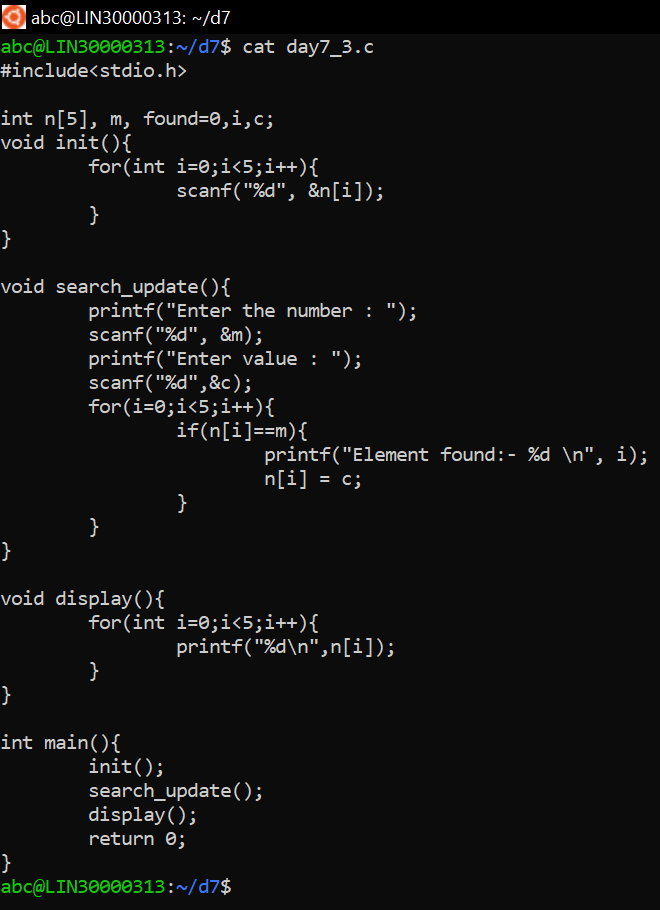 abc@LIN30000313: ~/d7
abc@LIN30000313:~/d7$ cat day7_3.c
#include<stdio.h>

int n[5], m, found=0,i,c;
void init(){
        for(int i=0;i<5;i++){
                scanf("%d", &n[i]);
        }
}

void search_update(){
        printf("Enter the number : ");
        scanf("%d", &m);
        printf("Enter value : ");
        scanf("%d",&c);
        for(i=0;i<5;i++){
                if(n[i]==m){
                        printf("Element found:- %d \n", i);
                        n[i] = c;
                }
        }
}

void display(){
        for(int i=0;i<5;i++){
                printf("%d\n",n[i]);
        }
}

int main(){
        init();
        search_update();
        display();
        return 0;
}
abc@LIN30000313:~/d7$